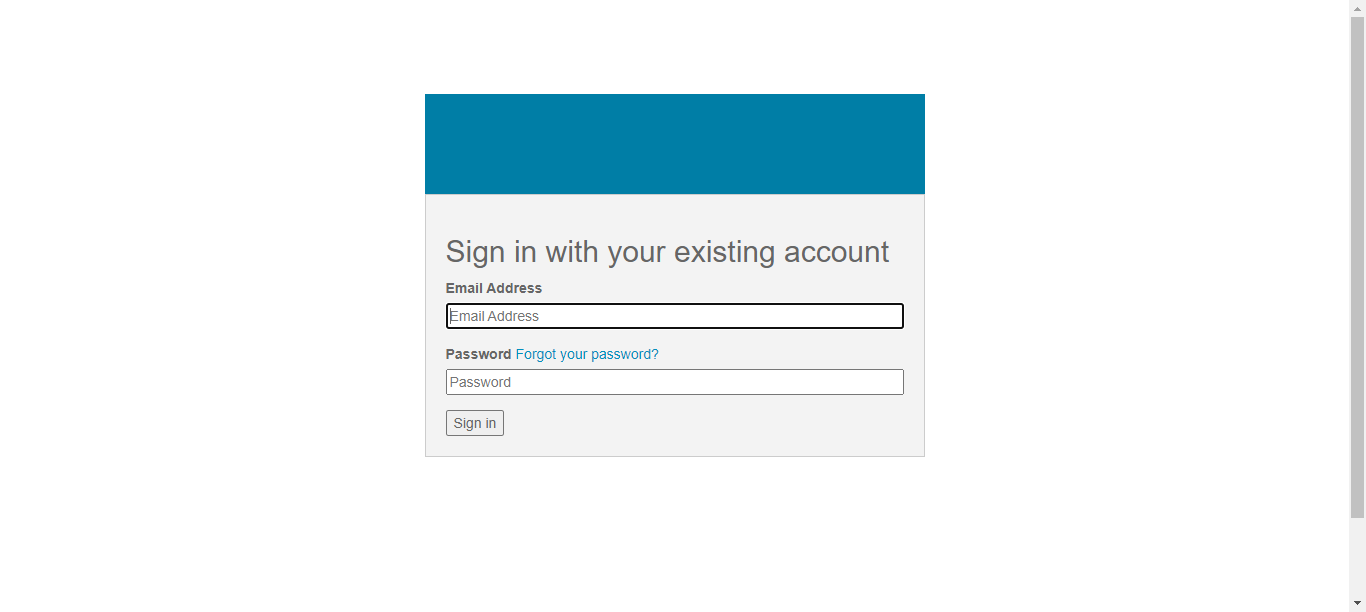 Sign in with your existing account
Email Address
Email Address
Password Forgot your password?
Password
Sign in